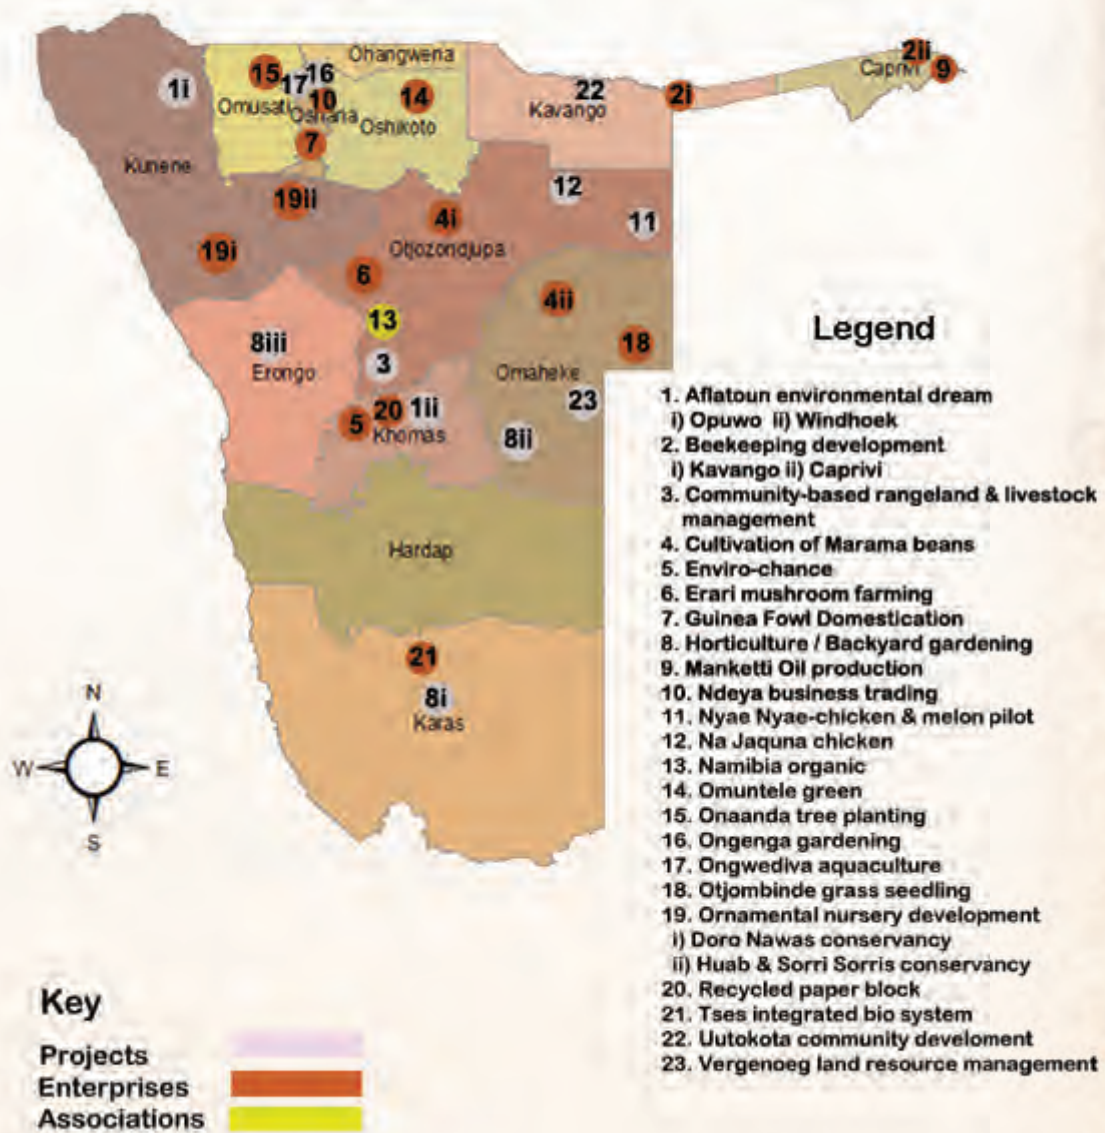 Ohangwena
15
16
17
2ii
Caprivi
9
1i
Omusati
10
Oshana
14
Oshikoto
22
Kavango
2i
7
Kunene
12
19ii
4i
11
Otjozondjupa
19i
6
4ii
13
18
8iii
Erongo
3
Omaheke
23
20
1ii
5
Khomas
8ii
Hardap
21
8i
Karas
N
W
E
S
Legend
1. Aflatoun environmental dream
i) Opuwo ii) Windhoek
2. Beekeeping development
i) Kavango ii) Caprivi
3. Community-based rangeland & livestock
management
4. Cultivation of Marama beans
5. Enviro-chance
6. Erari mushroom farming
7. Guinea Fowl Domestication
8. Horticulture / Backyard gardening
9. Manketti Oil production
10. Ndeya business trading
11. Nyae Nyae-chicken & melon pilot
12. Na Jaquna chicken
13. Namibia organic
14. Omuntele green
15. Onaanda tree planting
16. Ongenga gardening
17. Ongwediva aquaculture
18. Otjombinde grass seedling
19. Ornamental nursery development
i) Doro Nawas conservancy
ii) Huab & Sorri Sorris conservancy
20. Recycled paper block
21. Tses integrated bio system
22. Uutokota community develoment
23. Vergenoeg land resource management
Key
Projects
Enterprises
Associations